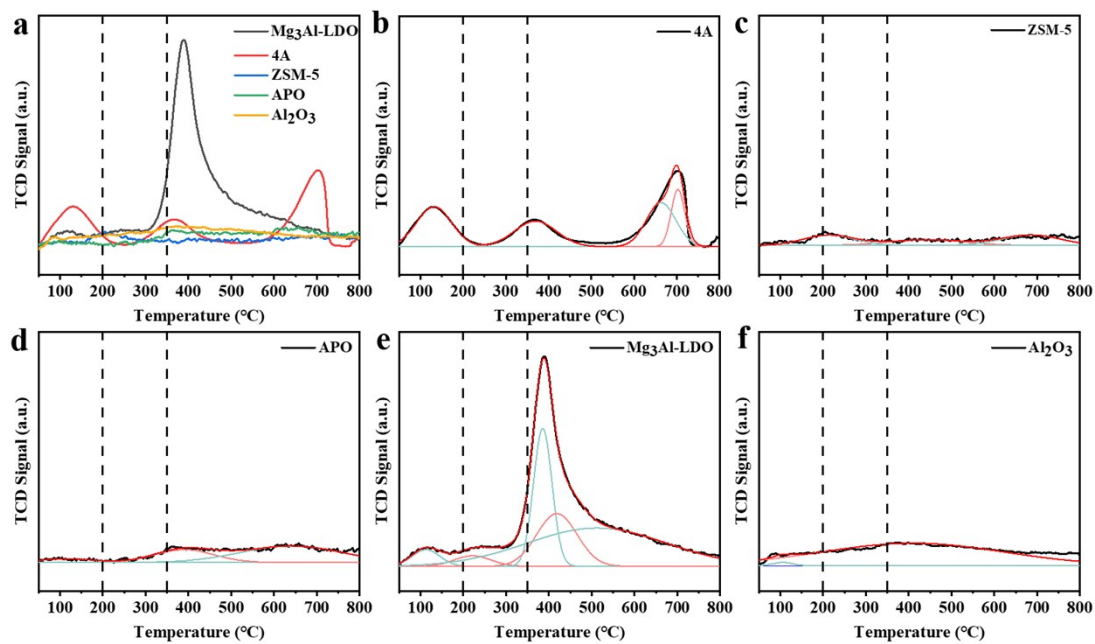 a
Mg₃Al-LDO
4A
ZSM-5
APO
Al₂O₃
TCD Signal (a.u.)
100 200 300 400 500 600 700 800
Temperature (°C)
b
4A
TCD Signal (a.u.)
100 200 300 400 500 600 700 800
Temperature (°C)
c
ZSM-5
TCD Signal (a.u.)
100 200 300 400 500 600 700 800
Temperature (°C)
d
APO
TCD Signal (a.u.)
100 200 300 400 500 600 700 800
Temperature (°C)
e
Mg₃Al-LDO
TCD Signal (a.u.)
100 200 300 400 500 600 700 800
Temperature (°C)
f
Al₂O₃
TCD Signal (a.u.)
100 200 300 400 500 600 700 800
Temperature (°C)